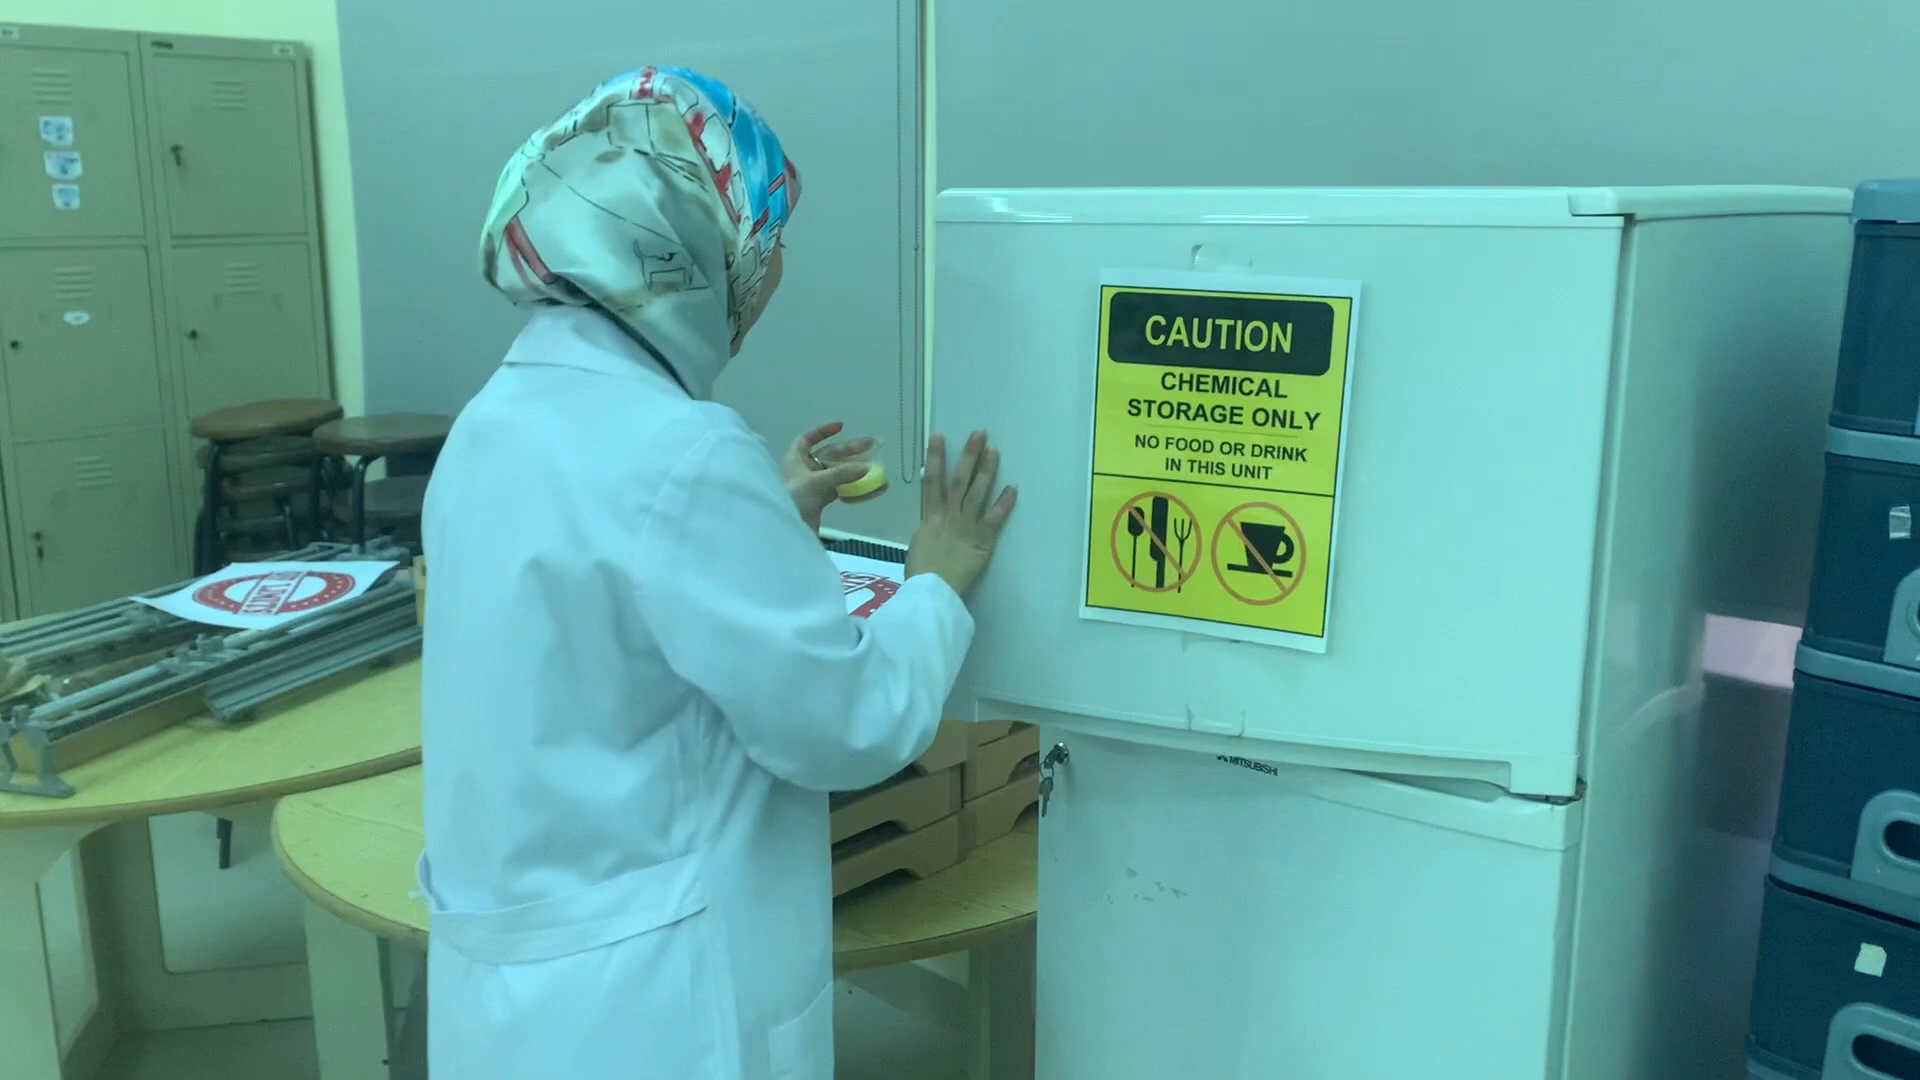 CAUTION
CHEMICAL
STORAGE ONLY
NO FOOD OR DRINK
IN THIS UNIT
MITSUBISHI